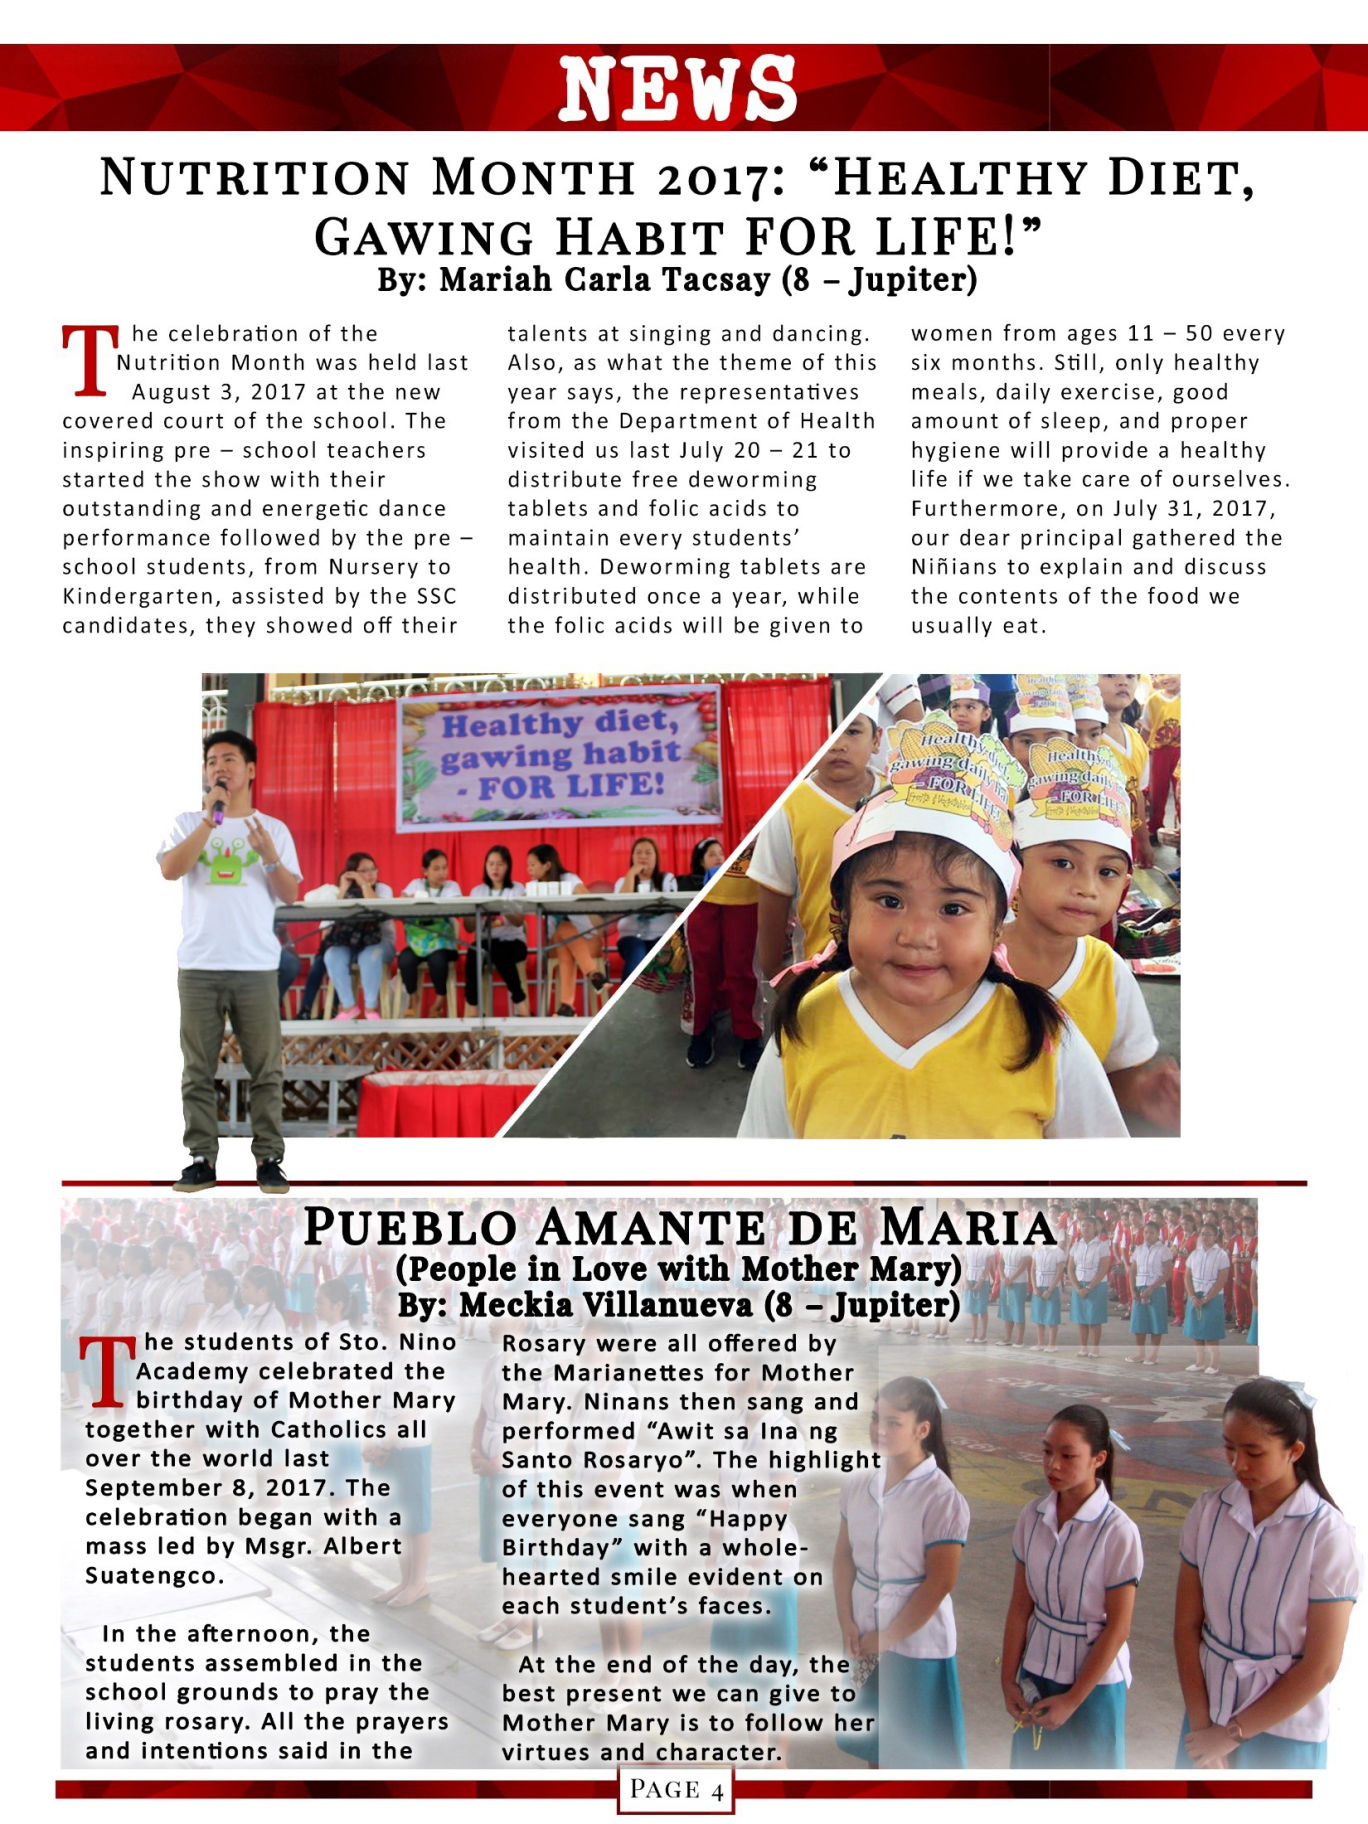 NEWS
NUTRITION MONTH 2017: “HEALTHY DIET,
GAWING HABIT FOR LIFE!”
By: Mariah Carla Tacsay (8 – Jupiter)
The celebration of the
Nutrition Month was held last
August 3, 2017 at the new
covered court of the school. The
inspiring pre – school teachers
started the show with their
outstanding and energetic dance
performance followed by the pre –
school students, from Nursery to
Kindergarten, assisted by the SSC
candidates, they showed off their
talents at singing and dancing.
Also, as what the theme of this
year says, the representatives
from the Department of Health
visited us last July 20 – 21 to
distribute free deworming
tablets and folic acids to
maintain every students’
health. Deworming tablets are
distributed once a year, while
the folic acids will be given to
women from ages 11 – 50 every
six months. Still, only healthy
meals, daily exercise, good
amount of sleep, and proper
hygiene will provide a healthy
life if we take care of ourselves.
Furthermore, on July 31, 2017,
our dear principal gathered the
Niñians to explain and discuss
the contents of the food we
usually eat.
Healthy diet,
gawing habit
- FOR LIFE!
Healthy diet,
gawing daily
-FOR LIFE
Healthy
gawing daily
-FOR LIFE
PUEBLO AMANTE DE MARIA
(People in Love with Mother Mary)
By: Meckia Villanueva (8 – Jupiter)
The students of Sto. Nino
Academy celebrated the
birthday of Mother Mary
together with Catholics all
over the world last
September 8, 2017. The
celebration began with a
mass led by Msgr. Albert
Suatengco.
In the afternoon, the
students assembled in the
school grounds to pray the
living rosary. All the prayers
and intentions said in the
Rosary were all offered by
the Marianettes for Mother
Mary. Ninans then sang and
performed “Awit sa Ina ng
Santo Rosaryo”. The highlight
of this event was when
everyone sang “Happy
Birthday” with a whole-
hearted smile evident on
each student’s faces.
At the end of the day, the
best present we can give to
Mother Mary is to follow her
virtues and character.
PAGE 4